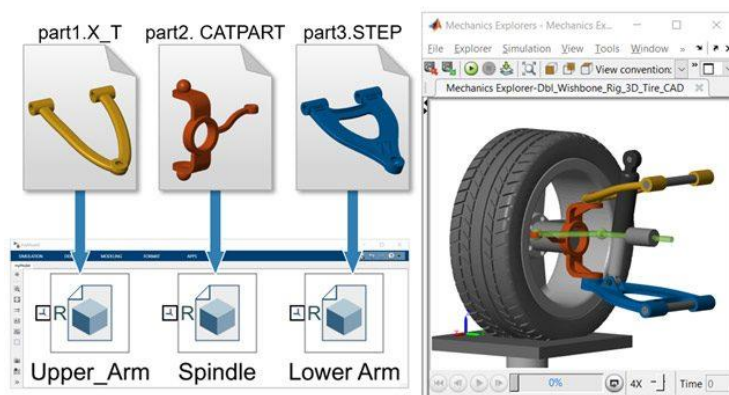 part1.X_T
part2. CATPART
part3.STEP
SIMULATION
MODELING
FORMAT
APPS
R
R
R
Upper_Arm
Spindle
Lower Arm
Mechanics Explorers - Mechanics Ex...
File Explorer Simulation View Tools Window
View convention:
Mechanics Explorer-Dbl_Wishbone_Rig_3D_Tire_CAD
0%
4X
Time 0